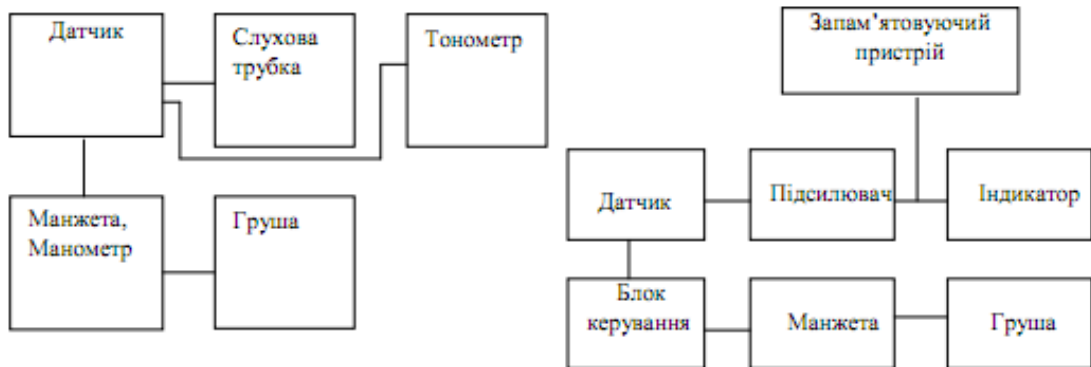 Датчик
Слухова
трубка
Тонометр
Манжета,
Манометр
Груша
Запам’ятовуючий
пристрій
Датчик
Підсилювач
Індикатор
Блок
керування
Манжета
Груша